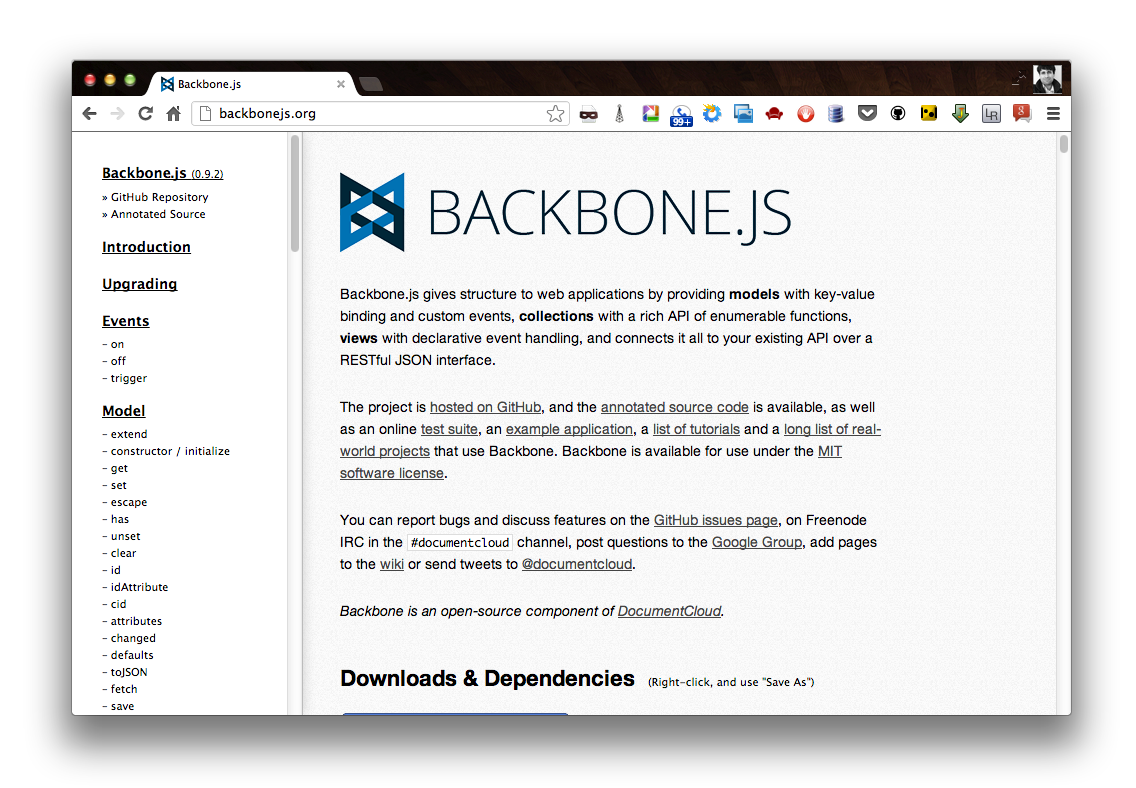 Backbone.js
backbonejs.org
99+
LR
8
Backbone.js (0.9.2)
» GitHub Repository
» Annotated Source
Introduction
Upgrading
Events
– on
– off
– trigger
Model
– extend
– constructor / initialize
– get
– set
– escape
– has
– unset
– clear
– id
– idAttribute
– cid
– attributes
– changed
– defaults
– toJSON
– fetch
– save
BACKBONE.JS
Backbone.js gives structure to web applications by providing models with key-value
binding and custom events, collections with a rich API of enumerable functions,
views with declarative event handling, and connects it all to your existing API over a
RESTful JSON interface.
The project is hosted on GitHub, and the annotated source code is available, as well
as an online test suite, an example application, a list of tutorials and a long list of real-
world projects that use Backbone. Backbone is available for use under the MIT
software license.
You can report bugs and discuss features on the GitHub issues page, on Freenode
IRC in the #documentcloud channel, post questions to the Google Group, add pages
to the wiki or send tweets to @documentcloud.
Backbone is an open-source component of DocumentCloud.
Downloads & Dependencies (Right-click, and use "Save As")